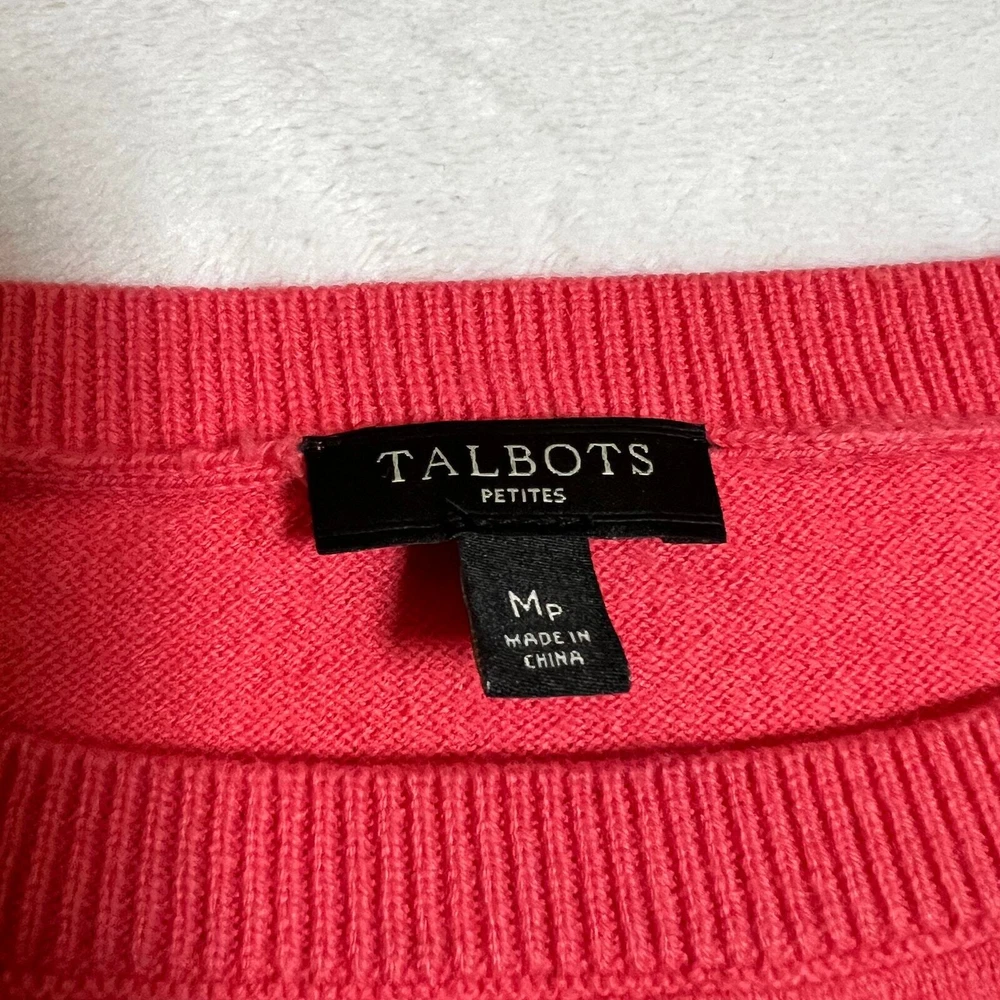 TALBOTS
PETITES
MP
MADE IN
CHINA